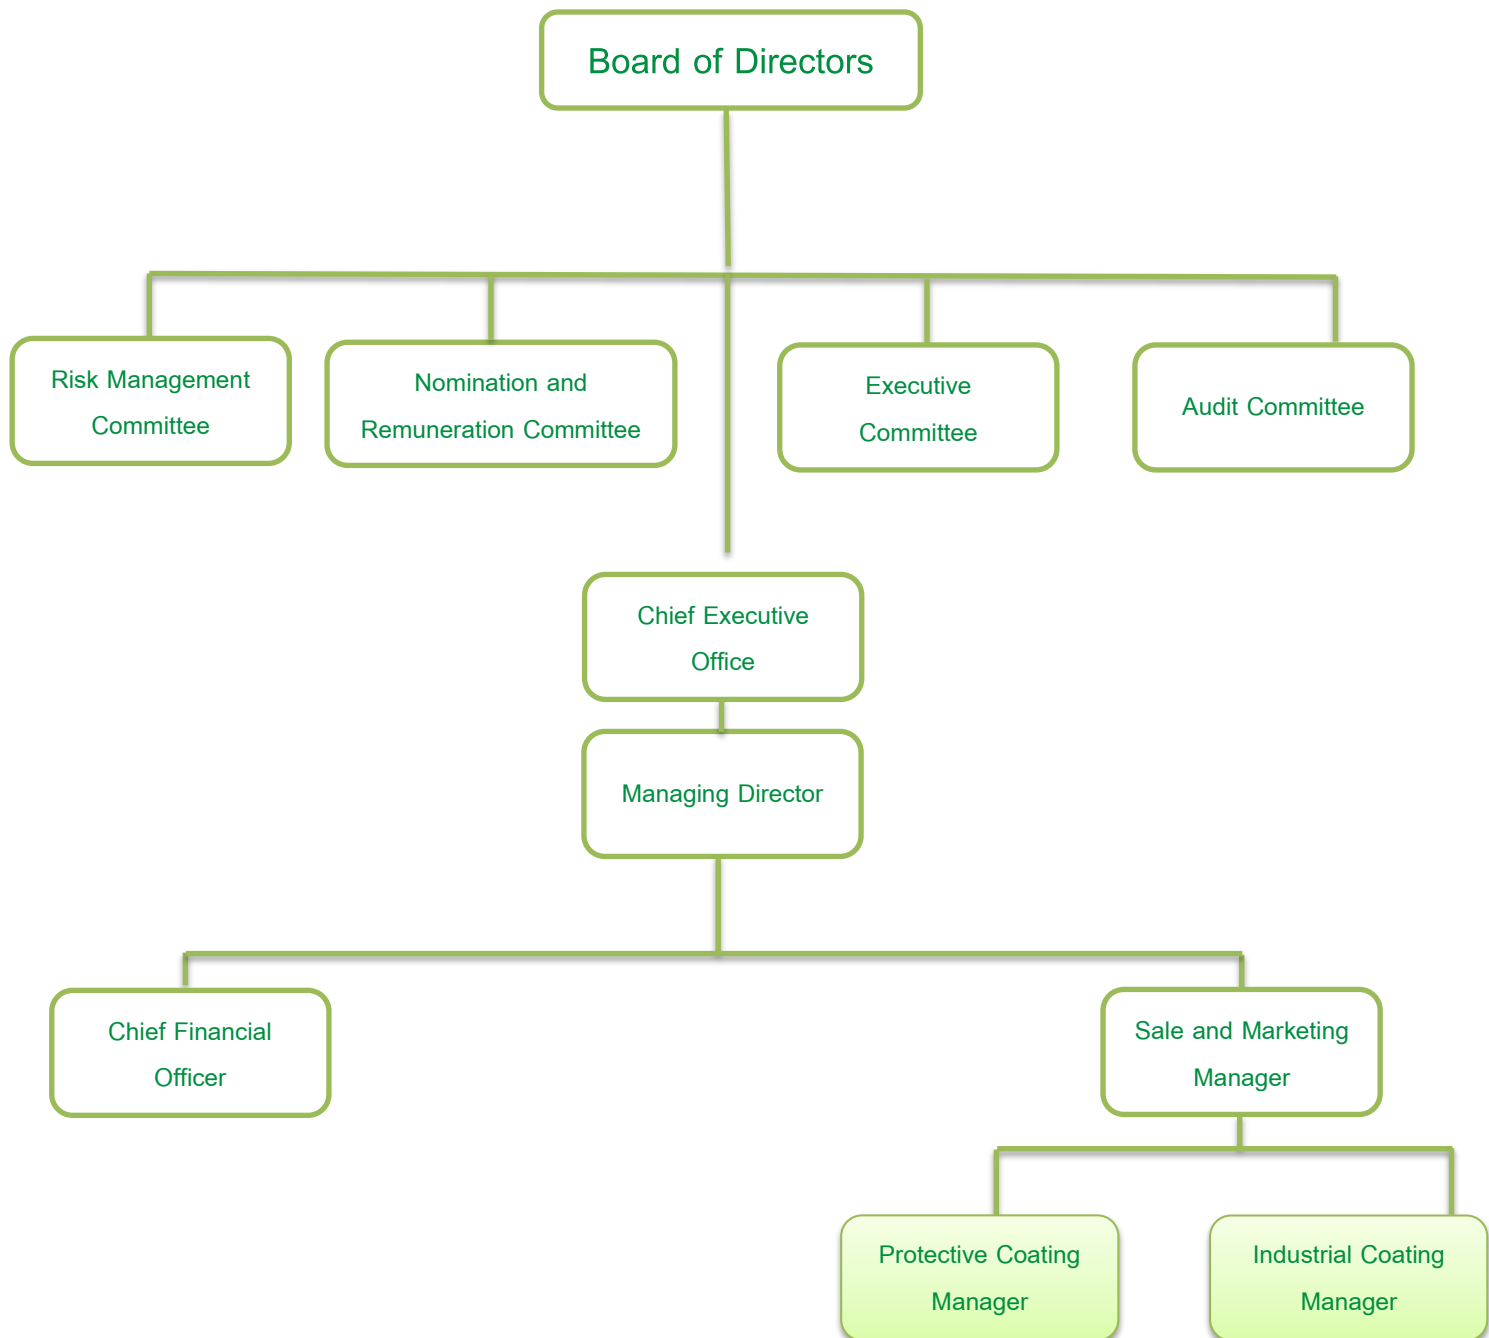 Board of Directors
Risk Management
Committee
Nomination and
Remuneration Committee
Executive
Committee
Audit Committee
Chief Executive
Office
Managing Director
Chief Financial
Officer
Sale and Marketing
Manager
Protective Coating
Manager
Industrial Coating
Manager